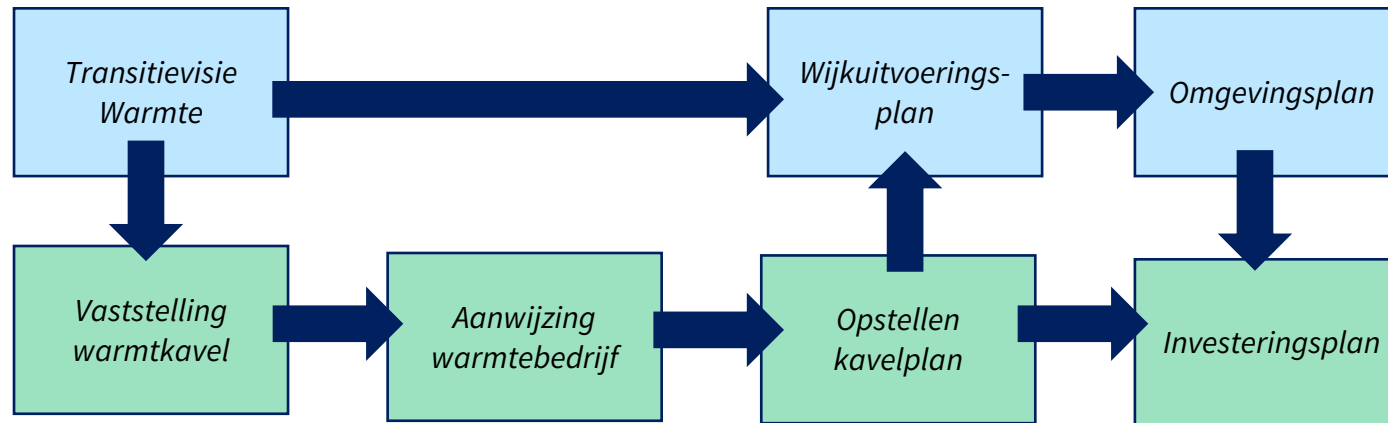 Transitievisie
Warmte
Wijkuitvoerings-
plan
Omgevingsplan
Vaststelling
warmtkavel
Aanwijzing
warmtebedrijf
Opstellen
kavelplan
Investeringsplan